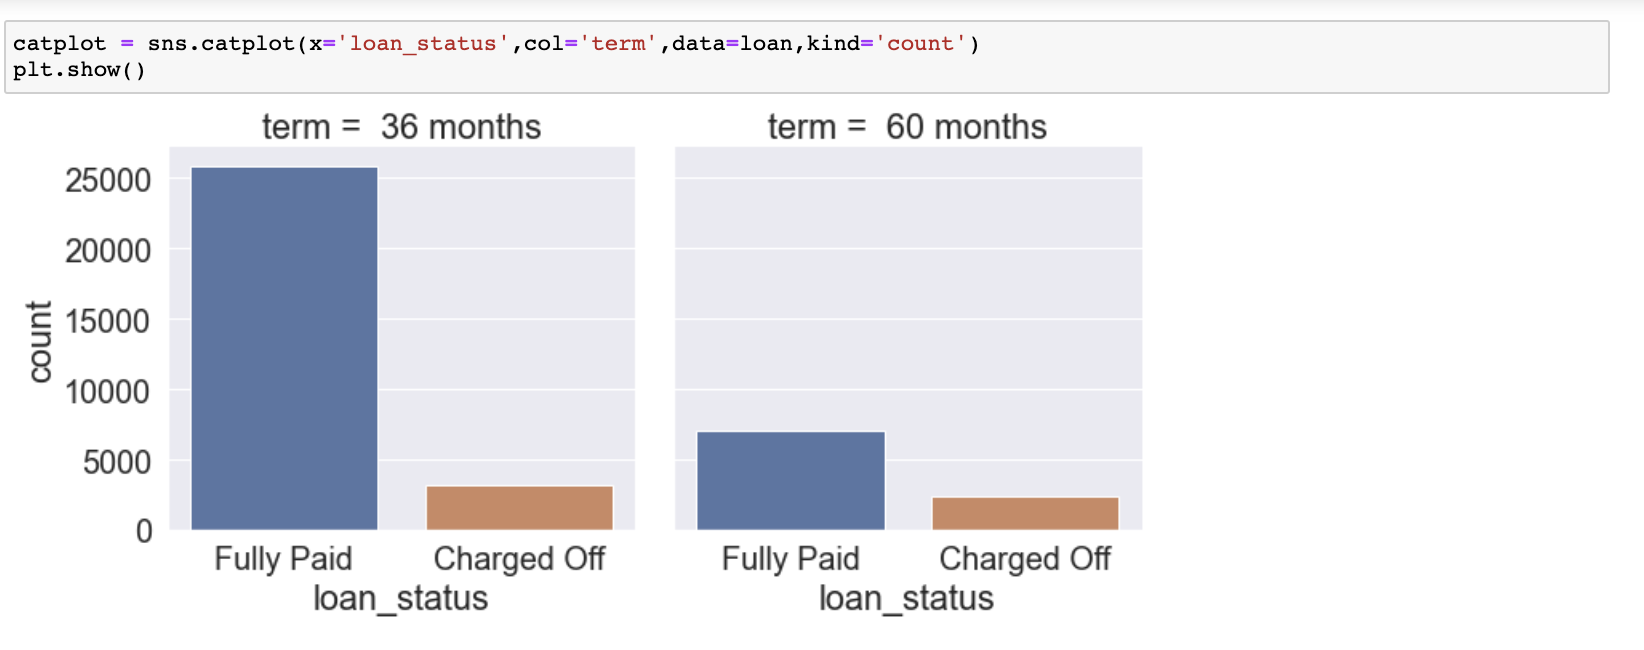 catplot = sns.catplot(x='loan_status',col='term',data=loan,kind='count')
plt.show()
term =  36 months
term =  60 months
count
25000
20000
15000
10000
5000
0
Fully Paid
Charged Off
Fully Paid
Charged Off
loan_status
loan_status